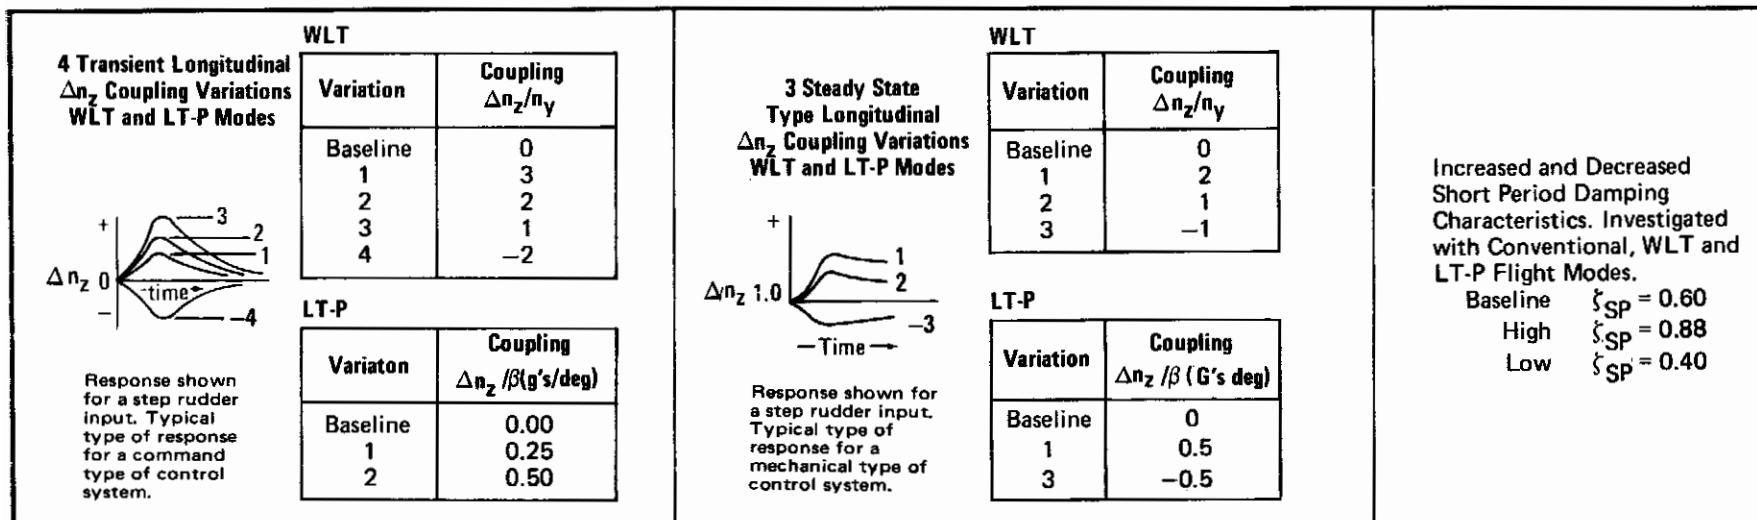 4 Transient Longitudinal
Δnz Coupling Variations
WLT and LT-P Modes
+
3
2
1
Δnz 0
time
–
–4
Response shown
for a step rudder
input. Typical
type of response
for a command
type of control
system.
WLT
Variation Coupling Δnz/ny
Baseline 0
1 3
2 2
3 1
4 −2
LT-P
Variaton Coupling Δnz /β(g's/deg)
Baseline 0.00
1 0.25
2 0.50
3 Steady State
Type Longitudinal
Δnz Coupling Variations
WLT and LT-P Modes
+
1
2
Δnz 1.0
−3
Time
Response shown for
a step rudder input.
Typical type of
response for a
mechanical type of
control system.
WLT
Variation Coupling Δnz/ny
Baseline 0
1 2
2 1
3 −1
LT-P
Variation Coupling Δnz /β (G's deg)
Baseline 0
1 0.5
3 −0.5
Increased and Decreased
Short Period Damping
Characteristics. Investigated
with Conventional, WLT and
LT-P Flight Modes.
Baseline ζSP = 0.60
High ζSP = 0.88
Low ζSP = 0.40